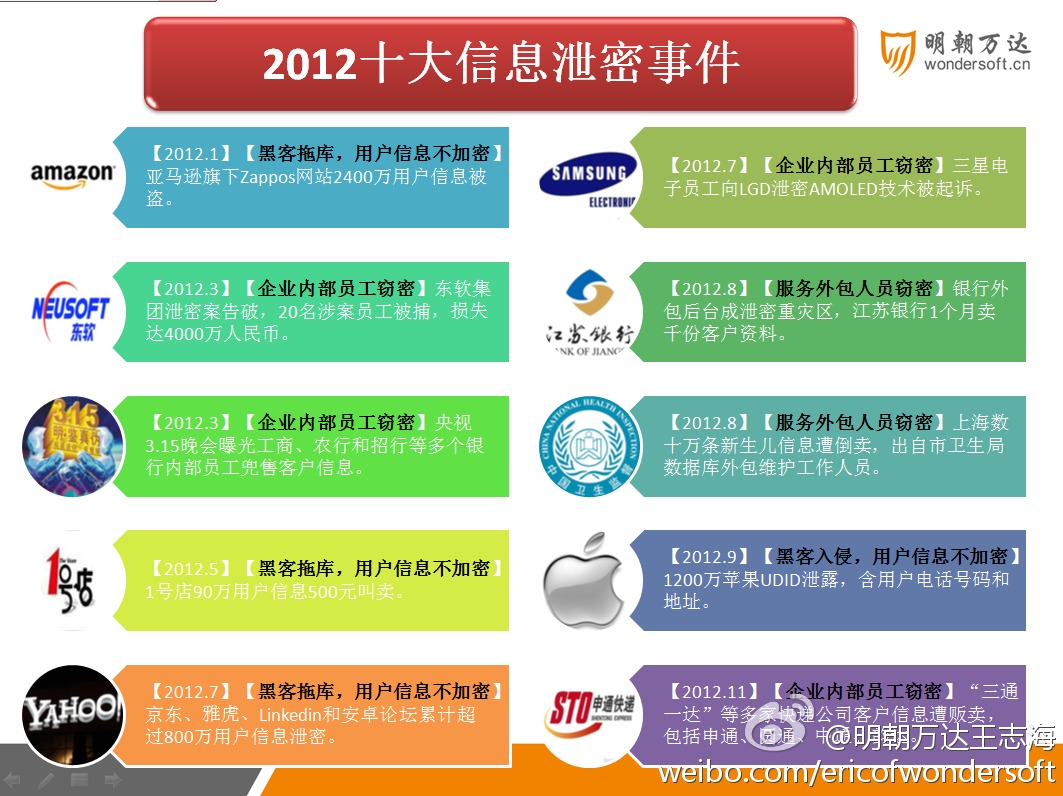 2012十大信息泄密事件
明朝万达
wondersoft.cn
amazon
【2012.1】【黑客拖库，用户信息不加密】
亚马逊旗下Zappos网站2400万用户信息被
盗。
NEUSOFT
东软
【2012.3】【企业内部员工窃密】东软集
团泄密案告破，20名涉案员工被捕，损失
达4000万人民币。
3.15
【2012.3】【企业内部员工窃密】央视
3.15晚会曝光工商、农行和招行等多个银
行内部员工兜售客户信息。
1号店
【2012.5】【黑客拖库，用户信息不加密】
1号店90万用户信息500元叫卖。
YAHOO!
【2012.7】【黑客拖库，用户信息不加密】
京东、雅虎、Linkedin和安卓论坛累计超
过800万用户信息泄密。
SAMSUNG
ELECTRONI
【2012.7】【企业内部员工窃密】三星电
子员工向LGD泄密AMOLED技术被起诉。
江苏银行
NK OF JIANG
【2012.8】【服务外包人员窃密】银行外
包后台成泄密重灾区，江苏银行1个月卖
千份客户资料。
CHINA NATIONAL HEALTH INSPECTION
中国卫生监督
【2012.8】【服务外包人员窃密】上海数
十万条新生儿信息遭倒卖，出自市卫生局
数据库外包维护工作人员。
【2012.9】【黑客入侵，用户信息不加密】
1200万苹果UDID泄露，含用户电话号码和
地址。
STO申通快递
SHENTONG EXPRESS
【2012.11】【企业内部员工窃密】“三通
一达”等多家快递公司客户信息遭贩卖，
包括申通、圆通、中
@明朝万达王志海
weibo.com/ericofwondersoft